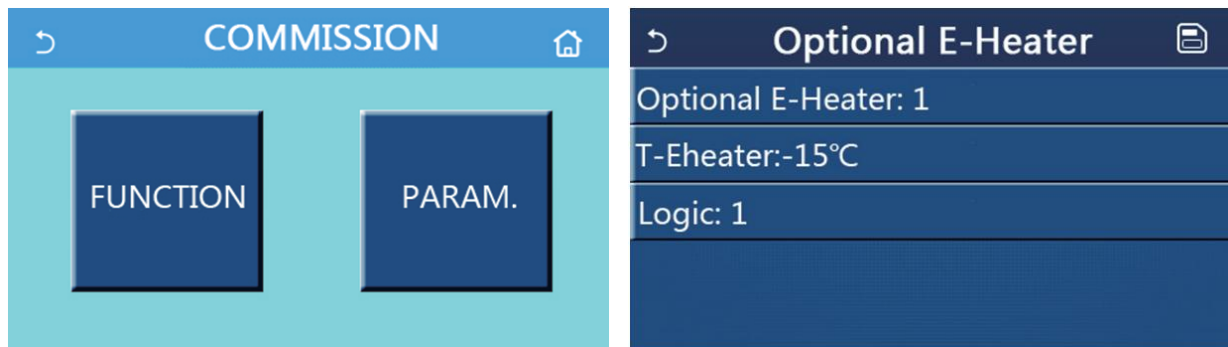 COMMISSION
FUNCTION
PARAM.
Optional E-Heater
Optional E-Heater: 1
T-Eheater:-15℃
Logic: 1